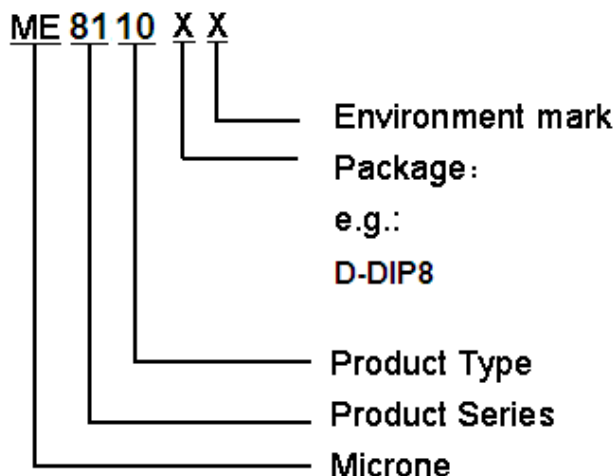 ME 81 10 X X
Environment mark
Package：
e.g.:
D-DIP8
Product Type
Product Series
Microne